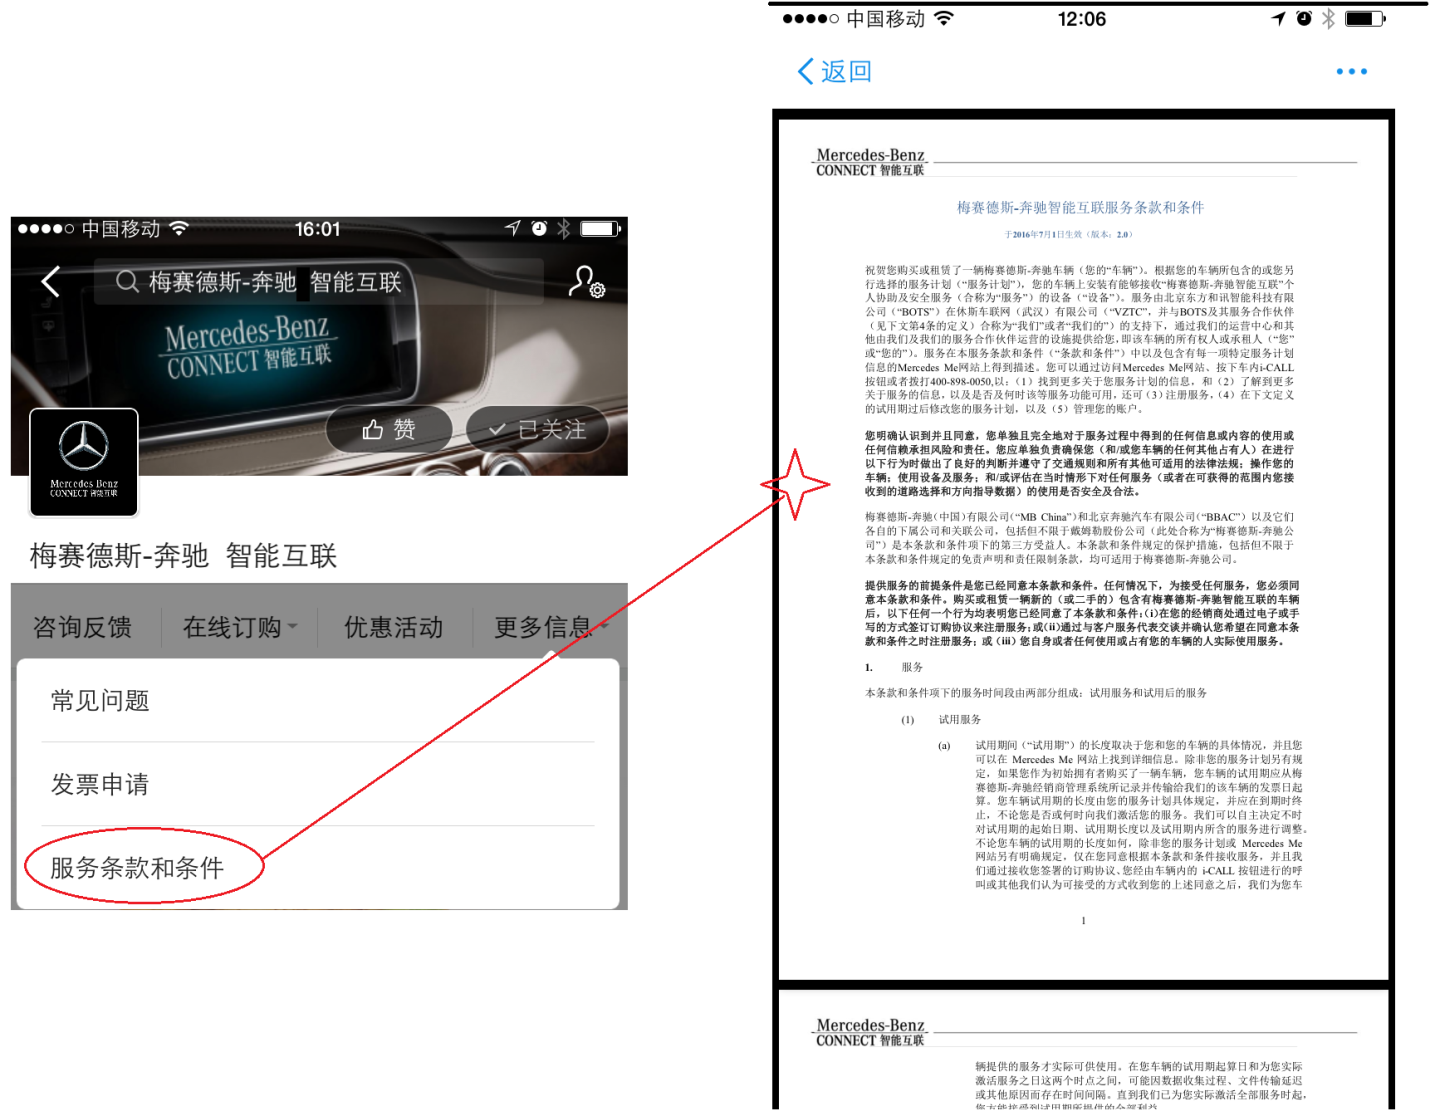 中国移动
16:01
梅赛德斯-奔驰 智能互联
Mercedes-Benz
CONNECT 智能互联
赞
已关注
Mercedes Benz
CONNECT 智能互联
梅赛德斯-奔驰 智能互联
咨询反馈
在线订购
优惠活动
更多信息
常见问题
发票申请
服务条款和条件
中国移动
12:06
返回
Mercedes-Benz
CONNECT 智能互联
梅赛德斯-奔驰智能互联服务条款和条件
于2016年7月1日生效（版本：2.0）
祝贺您购买或租赁了一辆梅赛德斯-奔驰车辆（您的“车辆”）。根据您的车辆所包含的或您另
行选择的服务计划（“服务计划”），您的车辆上安装有能够接收“梅赛德斯-奔驰智能互联”个
人协助及安全服务（合称为“服务”）的设备（“设备”）。服务由北京东方和讯智能科技有限
公司（“BOTS”）在休斯车联网（武汉）有限公司（“VZTC”，并与BOTS及其服务合作伙伴
（见下文第4条的定义）合称为“我们”或者“我们的”）的支持下，通过我们的运营中心和其
他由我们及我们的服务合作伙伴运营的设施提供给您，即该车辆的所有权人或承租人（“您”
或“您的”）。服务在本服务条款和条件（“条款和条件”）中以及包含有每一项特定服务计划
信息的Mercedes Me网站上得到描述。您可以通过访问Mercedes Me网站、按下车内i-CALL
按钮或者拨打400-898-0050,以：（1）找到更多关于您服务计划的信息，和（2）了解到更多
关于服务的信息，以及是否及何时该等服务功能可用，还可（3）注册服务，（4）在下文定义
的试用期过后修改您的服务计划，以及（5）管理您的账户。
您明确认识到并且同意，您单独且完全地对于服务过程中得到的任何信息或内容的使用或
任何信赖承担风险和责任。您应单独负责确保您（和/或您车辆的任何其他占有人）在进行
以下行为时做出了良好的判断并遵守了交通规则和所有其他可适用的法律法规；操作您的
车辆；使用设备及服务；和/或评估在当时情形下对任何服务（或者在可获得的范围内您接
收到的道路选择和方向指导数据）的使用是否安全及合法。
梅赛德斯-奔驰（中国）有限公司（“MB China”）和北京奔驰汽车有限公司（“BBAC”）以及它们
各自的下属公司和关联公司，包括但不限于戴姆勒股份公司（此处合称为“梅赛德斯-奔驰公
司”）是本条款和条件项下的第三方受益人。本条款和条件规定的保护措施，包括但不限于
本条款和条件规定的免责声明和责任限制条款，均可适用于梅赛德斯-奔驰公司。
提供服务的前提条件是您已经同意本条款和条件。任何情况下，为接受任何服务，您必须同
意本条款和条件。购买或租赁一辆新的（或二手的）包含有梅赛德斯-奔驰智能互联的车辆
后，以下任何一个行为均表明您已经同意了本条款和条件：（i）在您的经销商处通过电子或手
写的方式签订订购协议来注册服务；或（ii）通过与客户服务代表交谈并确认您希望在同意本条
款和条件之时注册服务；或（iii）您自身或者任何使用或占有您的车辆的人实际使用服务。
1. 服务
本条款和条件项下的服务时间段由两部分组成：试用服务和试用后的服务
(1) 试用服务
(a) 试用期间（“试用期”）的长度取决于您和您的车辆的具体情况，并且您
可以在 Mercedes Me 网站上找到详细信息。除非您的服务计划另有规
定，如果您作为初始拥有者购买了一辆车辆，您车辆的试用期应从梅
赛德斯-奔驰经销商管理系统所记录并传输给我们的该车辆的发票日起
算。您车辆试用期的长度由您的服务计划具体规定，并应在到期时终
止，不论您是否或何时向我们激活您的服务。我们可以自主决定不时
对试用期的起始日期、试用期长度以及试用期内所含的服务进行调整。
不论您车辆的试用期的长度如何，除非您的服务计划或 Mercedes Me
网站另有明确规定，仅在您同意根据本条款和条件接收服务，并且我
们通过接收您签署的订购协议、您经由车辆内的 i-CALL 按钮进行的呼
叫或其他我们认为可接受的方式收到您的上述同意之后，我们为您车
1
Mercedes-Benz
CONNECT 智能互联
辆提供的服务才实际可供使用。在您车辆的试用期起算日和为您实际
激活服务之日这两个时点之间，可能因数据收集过程、文件传输延迟
或其他原因而存在时间间隔。直到我们已为您实际激活全部服务时起，
您方能接受到试用期所提供的全部利益